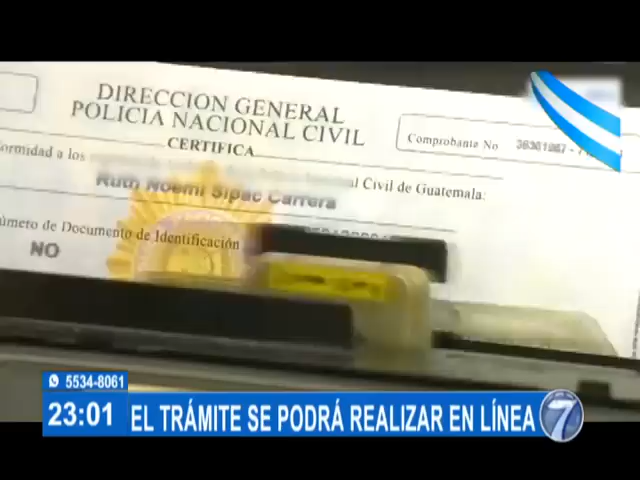 DIRECCION GENERAL
POLICIA NACIONAL CIVIL
CERTIFICA
Comprobante No
ormidad a los
l Civil de Guatemala:
Ruth Noemi Sipac Carrera
úmero de Documento de Identificación
NO
5534-8061
23:01 EL TRÁMITE SE PODRÁ REALIZAR EN LÍNEA 7